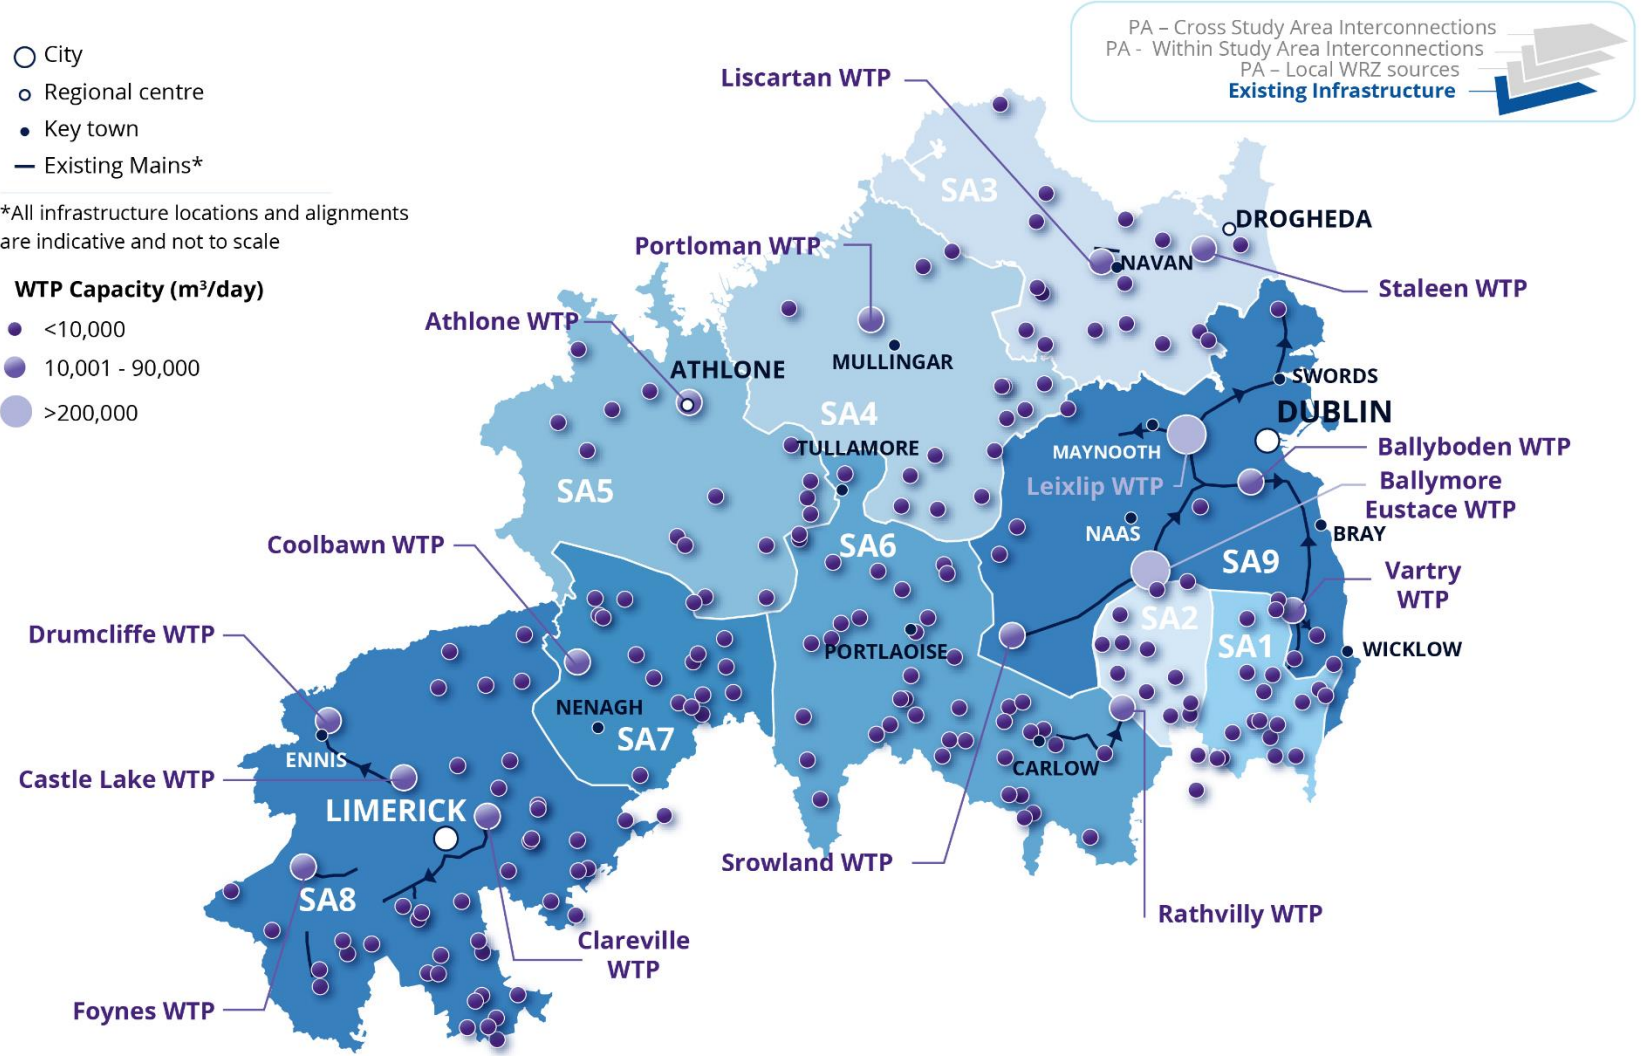 City
Regional centre
Key town
Existing Mains*
*All infrastructure locations and alignments
are indicative and not to scale
WTP Capacity (m³/day)
<10,000
10,001 - 90,000
>200,000
PA – Cross Study Area Interconnections
PA - Within Study Area Interconnections
PA – Local WRZ sources
Existing Infrastructure
Liscartan WTP
SA3
DROGHEDA
Portloman WTP
NAVAN
Staleen WTP
Athlone WTP
ATHLONE
MULLINGAR
SWORDS
SA4
DUBLIN
TULLAMORE
MAYNOOTH
Ballyboden WTP
Leixlip WTP
Ballymore
Eustace WTP
SA5
NAAS
BRAY
Coolbawn WTP
SA6
SA9
Vartry
WTP
SA2
Drumcliffe WTP
SA1
PORTLAOISE
WICKLOW
NENAGH
SA7
ENNIS
CARLOW
Castle Lake WTP
LIMERICK
Srowland WTP
SA8
Rathvilly WTP
Clareville
WTP
Foynes WTP